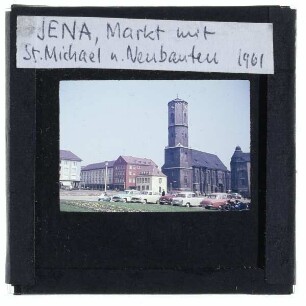 JENA, Markt mit
St. Michael u. Neubauten 1961